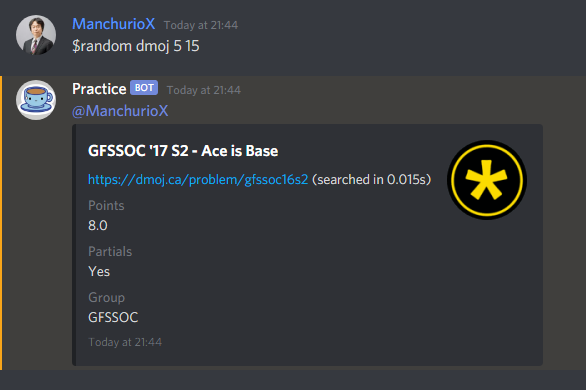 ManchurioX Today at 21:44
$random dmoj 5 15
Practice BOT Today at 21:44
@ManchurioX
GFSSOC '17 S2 - Ace is Base
https://dmoj.ca/problem/gfssoc16s2 (searched in 0.015s)
Points
8.0
Partials
Yes
Group
GFSSOC
Today at 21:44